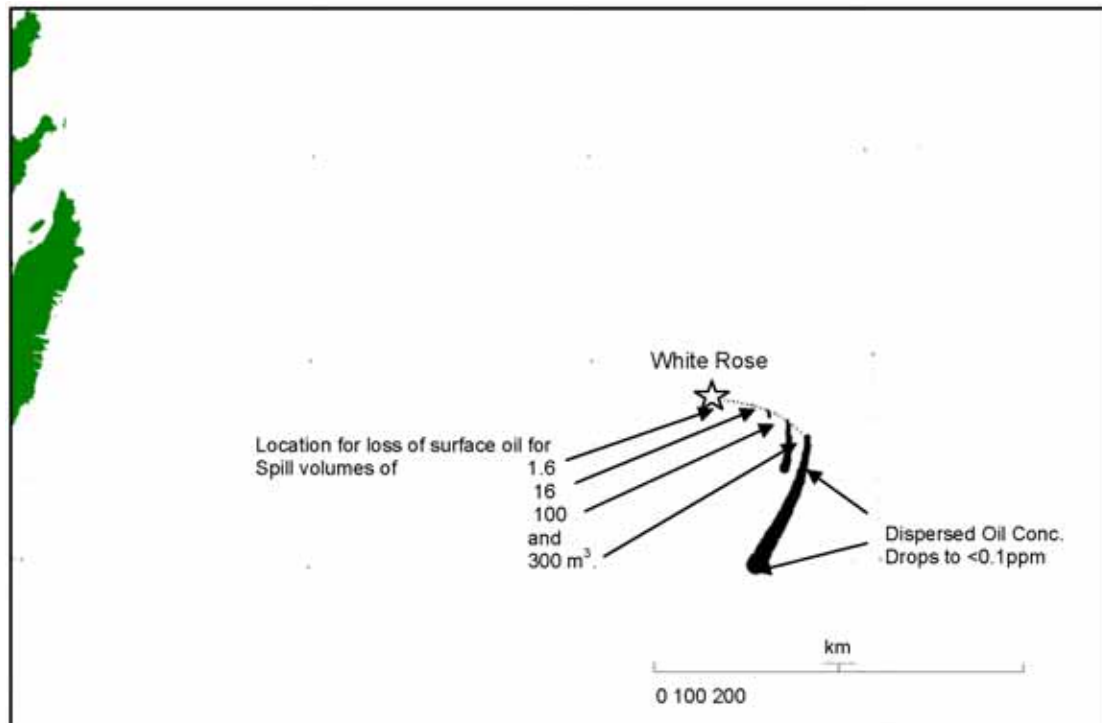 White Rose
Location for loss of surface oil for
Spill volumes of 1.6
16
100
and
300 m³.
Dispersed Oil Conc.
Drops to <0.1ppm
km
0 100 200